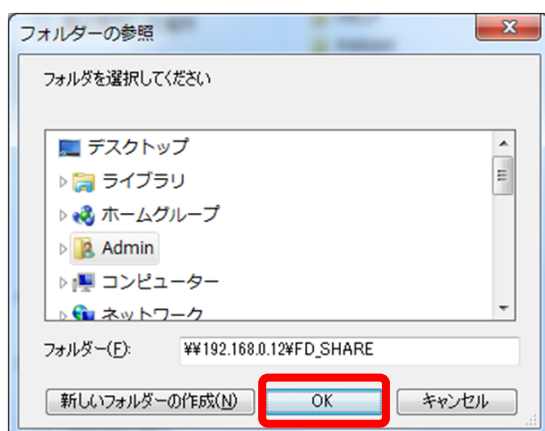 フォルダーの参照
フォルダを選択してください
デスクトップ
ライブラリ
ホームグループ
Admin
コンピューター
ネットワーク
フォルダー(F): ¥¥192.168.0.12¥FD_SHARE
新しいフォルダーの作成(N) OK キャンセル